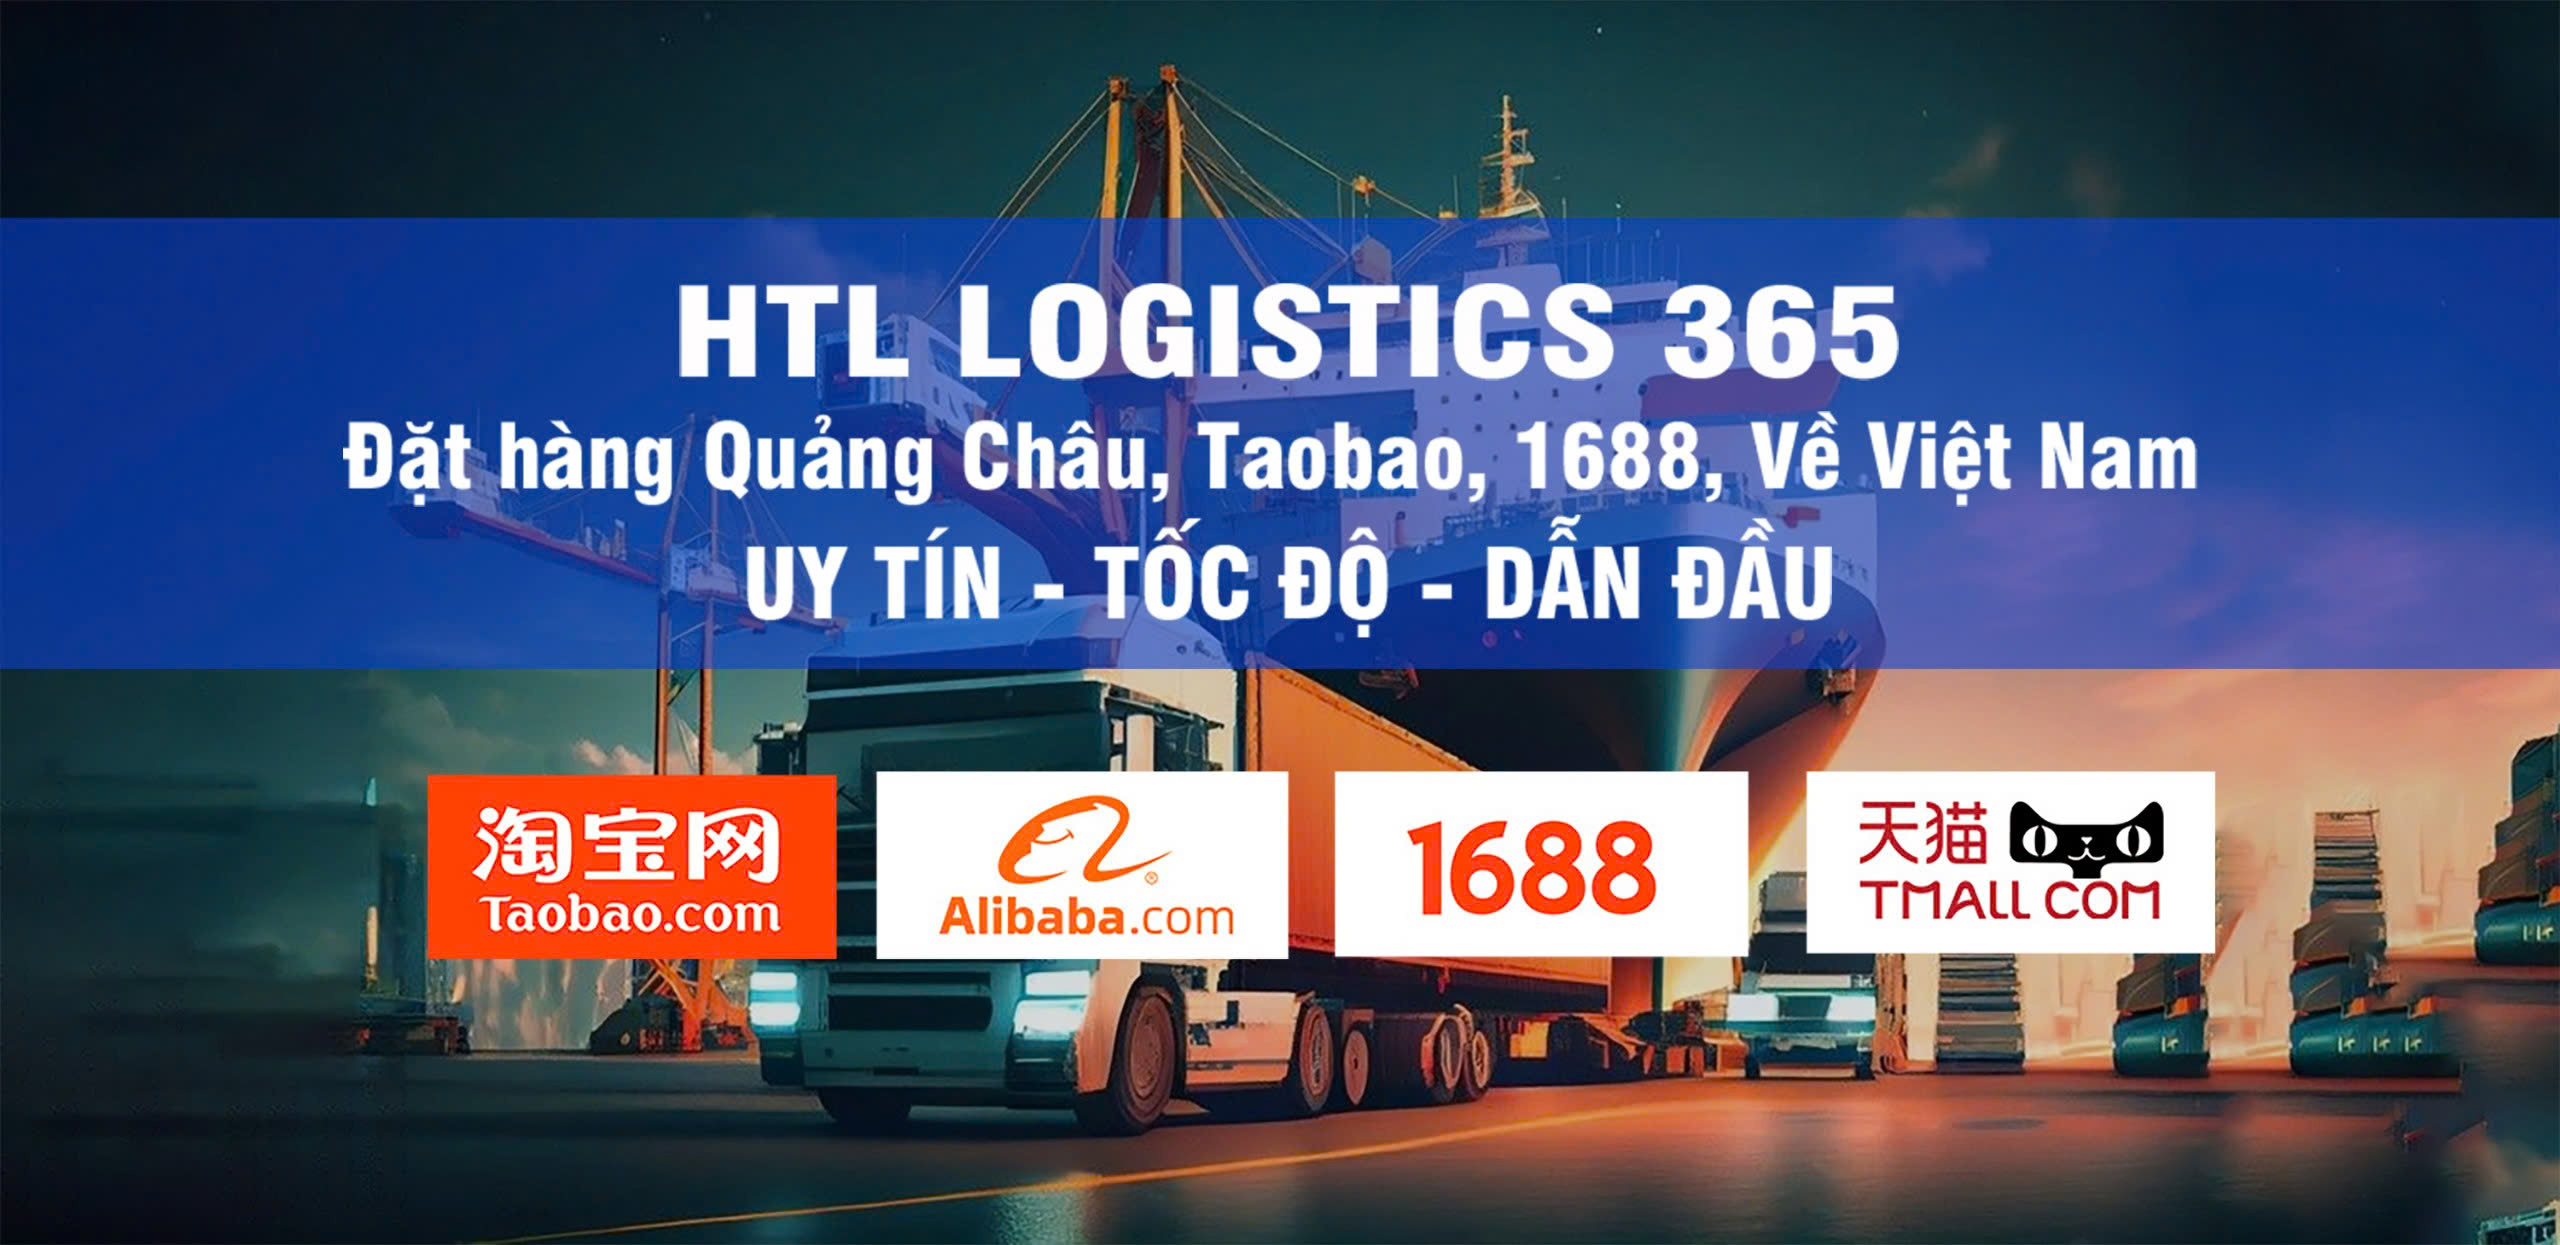 HTL LOGISTICS 365
Đặt hàng Quảng Châu, Taobao, 1688, Về Việt Nam
UY TÍN - TỐC ĐỘ - DẪN ĐẦU
淘宝网
Taobao.com
Alibaba.com
1688
天猫
TMALL.COM